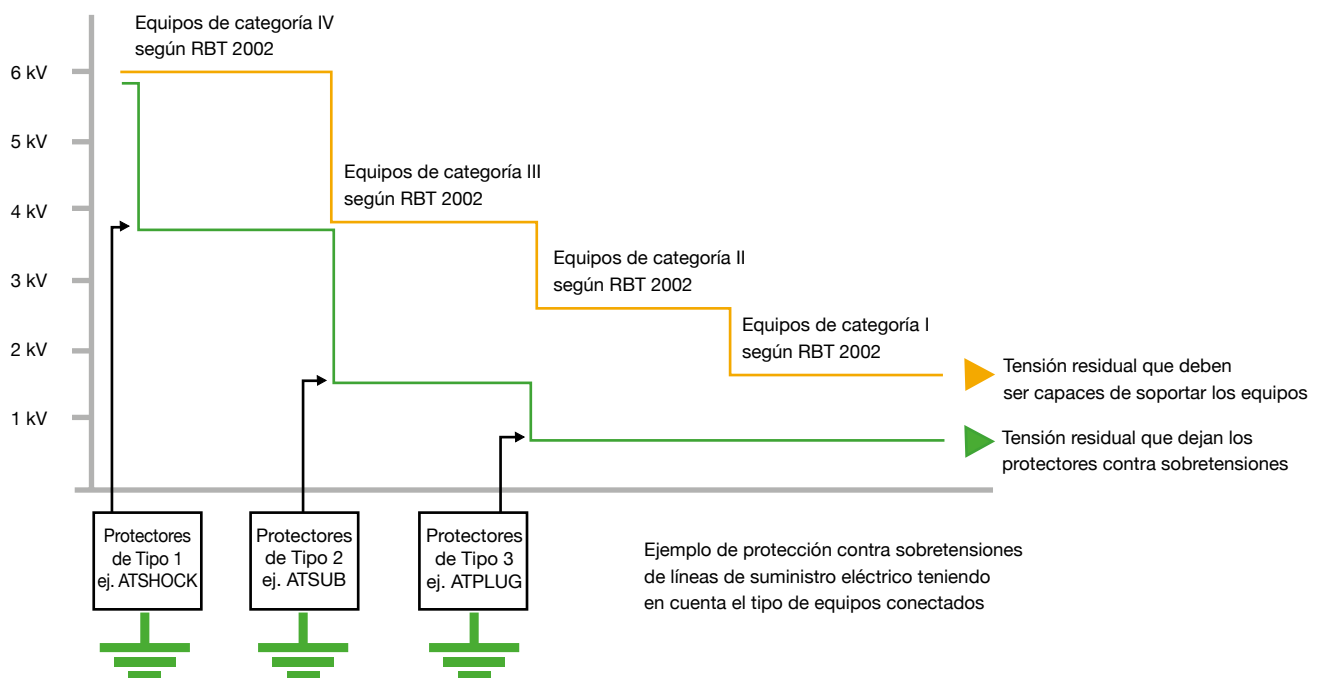 Equipos de categoría IV
según RBT 2002
6 kV
5 kV
Equipos de categoría III
según RBT 2002
4 kV
Equipos de categoría II
según RBT 2002
3 kV
Equipos de categoría I
según RBT 2002
2 kV
Tensión residual que deben
ser capaces de soportar los equipos
1 kV
Tensión residual que dejan los
protectores contra sobretensiones
Protectores
de Tipo 1
ej. ATSHOCK
Protectores
de Tipo 2
ej. ATSUB
Protectores
de Tipo 3
ej. ATPLUG
Ejemplo de protección contra sobretensiones
de líneas de suministro eléctrico teniendo
en cuenta el tipo de equipos conectados